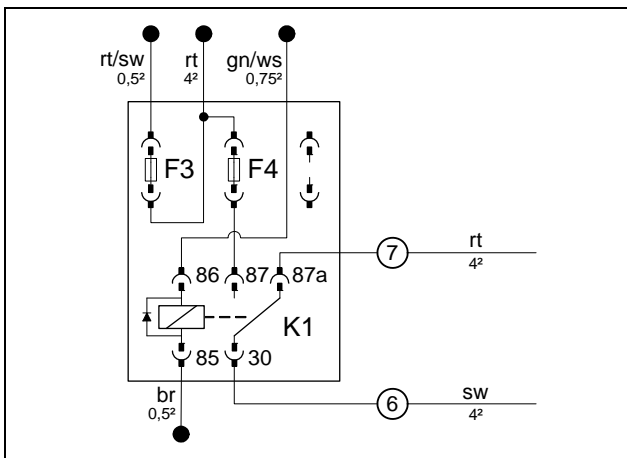 rt/sw rt gn/ws
0,5² 4² 0,75²
F3 F4
7 rt
4²
86 87 87a
K1
85 30
br
0,5²
6 sw
4²